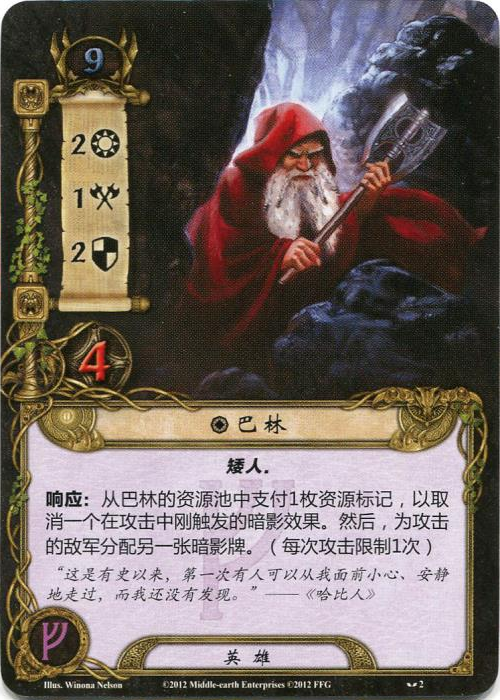 9
2
1
2
4
巴林
矮人.
响应：从巴林的资源池中支付1枚资源标记，以取
消一个在攻击中刚触发的暗影效果。然后，为攻击
的敌军分配另一张暗影牌。（每次攻击限制1次）
“这是有史以来，第一次有人可以从我面前小心、安静
地走过，而我还没有发现。”——《哈比人》
英雄
Illus. Winona Nelson ©2012 Middle-earth Enterprises ©2012 FFG 2